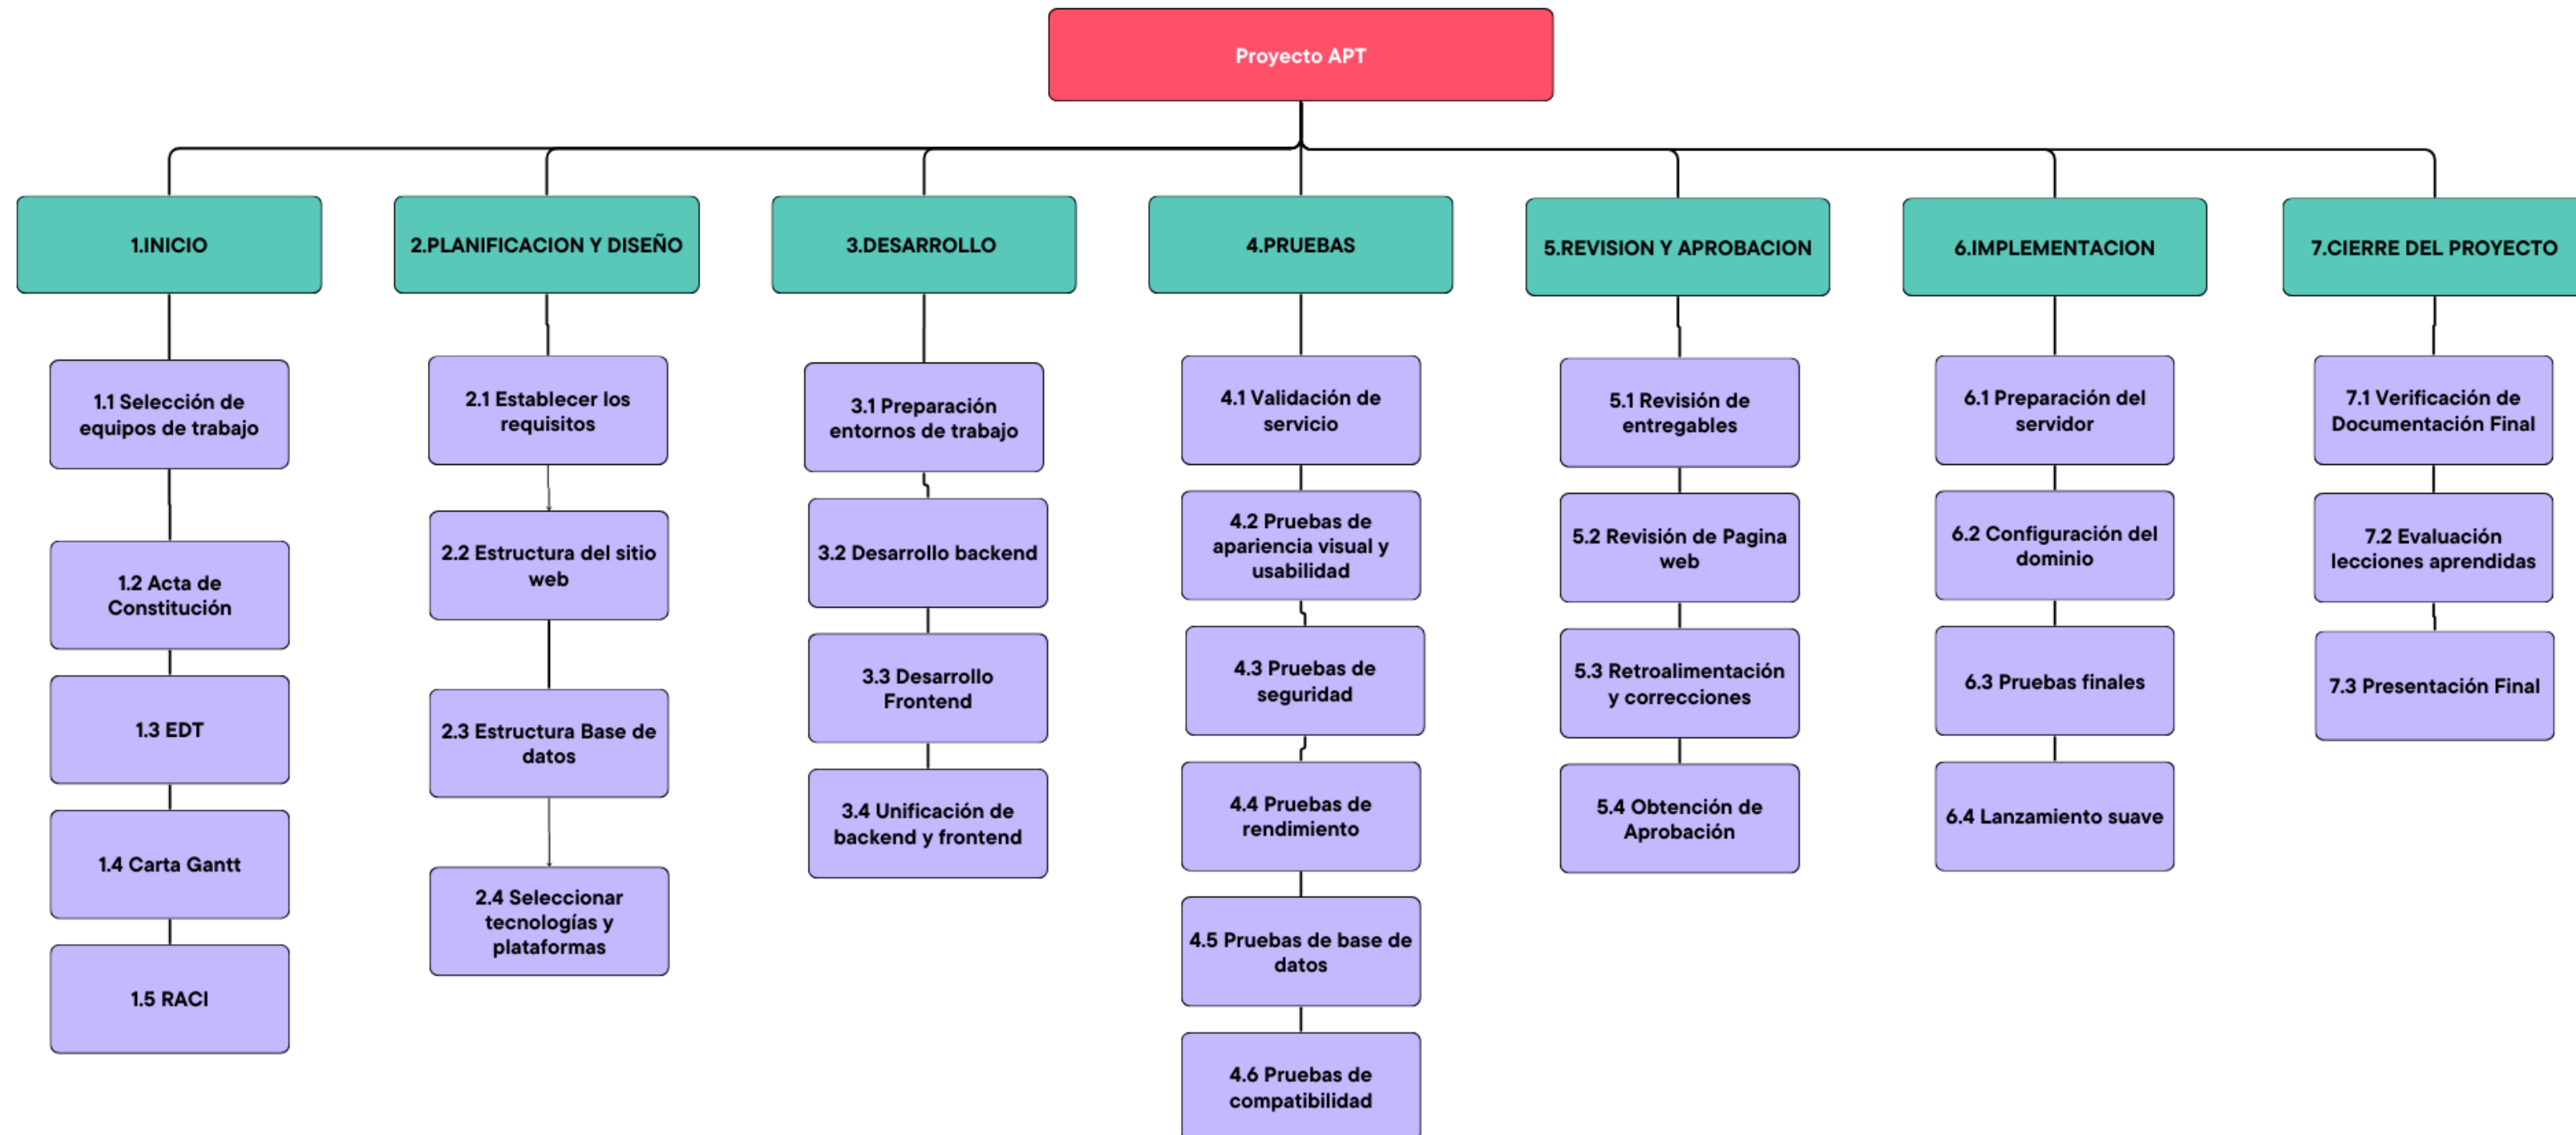 Proyecto APT
1.INICIO
2.PLANIFICACION Y DISEÑO
3.DESARROLLO
4.PRUEBAS
5.REVISION Y APROBACION
6.IMPLEMENTACION
7.CIERRE DEL PROYECTO
1.1 Selección de
equipos de trabajo
1.2 Acta de
Constitución
1.3 EDT
1.4 Carta Gantt
1.5 RACI
2.1 Establecer los
requisitos
2.2 Estructura del sitio
web
2.3 Estructura Base de
datos
2.4 Seleccionar
tecnologías y
plataformas
3.1 Preparación
entornos de trabajo
3.2 Desarrollo backend
3.3 Desarrollo
Frontend
3.4 Unificación de
backend y frontend
4.1 Validación de
servicio
4.2 Pruebas de
apariencia visual y
usabilidad
4.3 Pruebas de
seguridad
4.4 Pruebas de
rendimiento
4.5 Pruebas de base de
datos
4.6 Pruebas de
compatibilidad
5.1 Revisión de
entregables
5.2 Revisión de Pagina
web
5.3 Retroalimentación
y correcciones
5.4 Obtención de
Aprobación
6.1 Preparación del
servidor
6.2 Configuración del
dominio
6.3 Pruebas finales
6.4 Lanzamiento suave
7.1 Verificación de
Documentación Final
7.2 Evaluación
lecciones aprendidas
7.3 Presentación Final